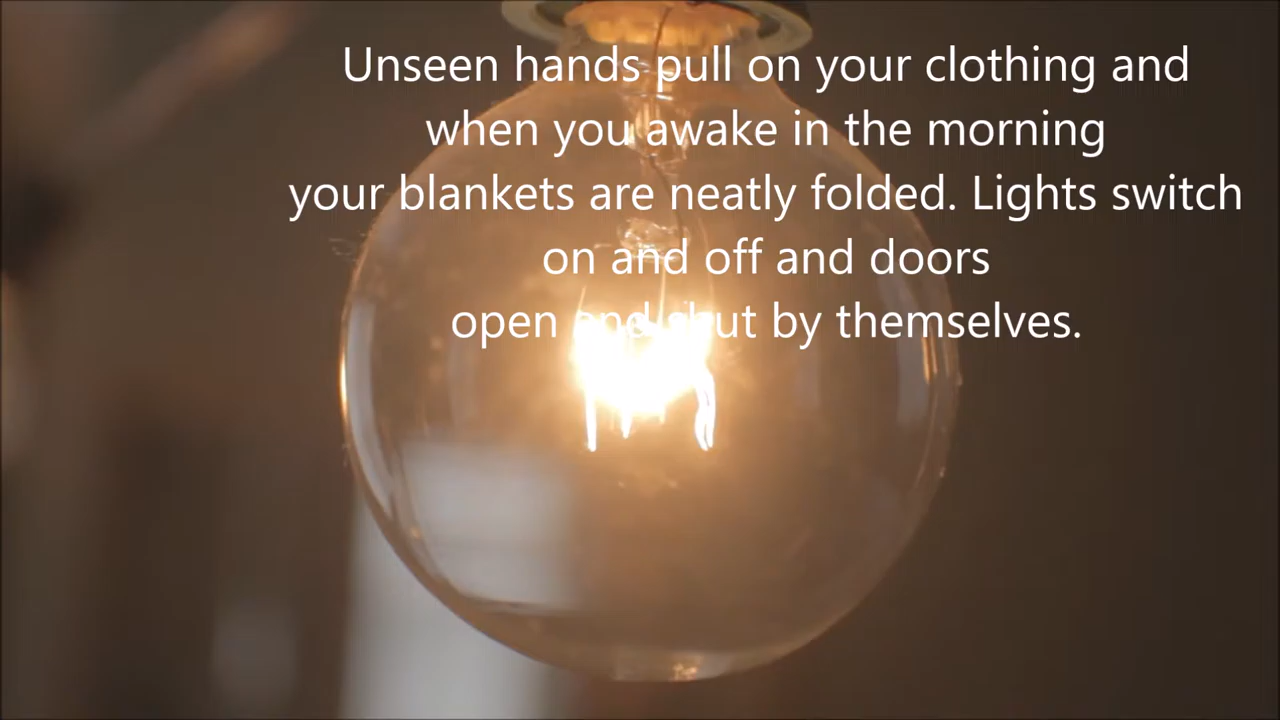 Unseen hands pull on your clothing and
when you awake in the morning
your blankets are neatly folded. Lights switch
on and off and doors
open and shut by themselves.